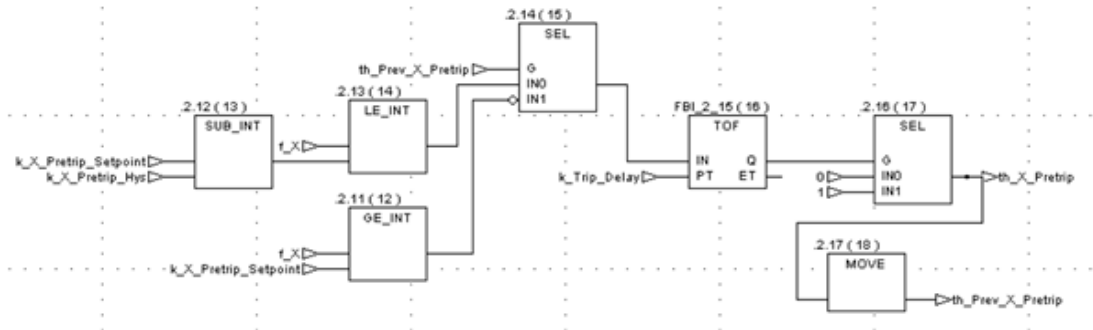 .2.14(15)
SEL
th_Prev_X_Pretrip
G
IN0
IN1
.2.13(14)
LE_INT
f_X
.2.12(13)
SUB_INT
k_X_Pretrip_Setpoint
k_X_Pretrip_Hys
.2.11(12)
GE_INT
f_X
k_X_Pretrip_Setpoint
FBI_2_15(16)
TOF
IN Q
k_Trip_Delay
PT ET
.2.16(17)
SEL
G
0
IN0
1
IN1
th_X_Pretrip
.2.17(18)
MOVE
th_Prev_X_Pretrip